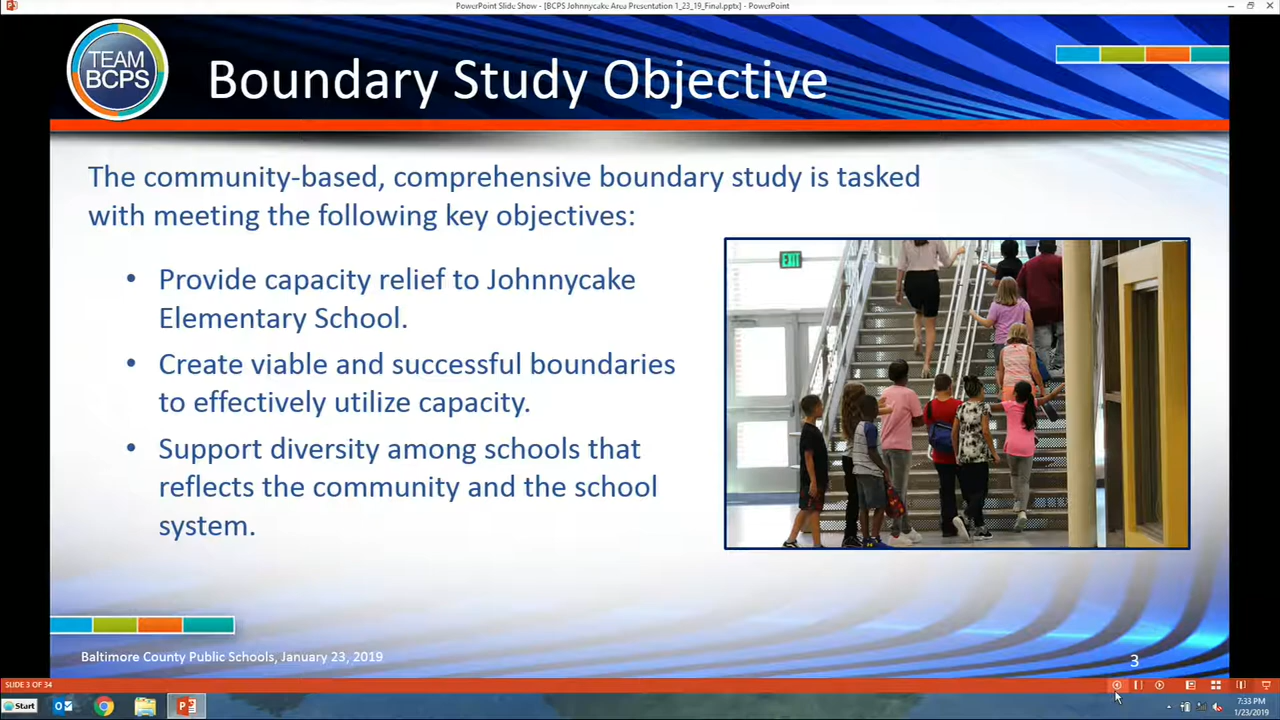 PowerPoint Slide Show - [BCPS Johnnycake Area Presentation 1_23_19_Final.pptx] - PowerPoint
TEAM
BCPS
Boundary Study Objective
The community-based, comprehensive boundary study is tasked
with meeting the following key objectives:
• Provide capacity relief to Johnnycake
Elementary School.
• Create viable and successful boundaries
to effectively utilize capacity.
• Support diversity among schools that
reflects the community and the school
system.
EXIT
Baltimore County Public Schools, January 23, 2019
3
SLIDE 3 OF 34
Start
7:33 PM
1/23/2019